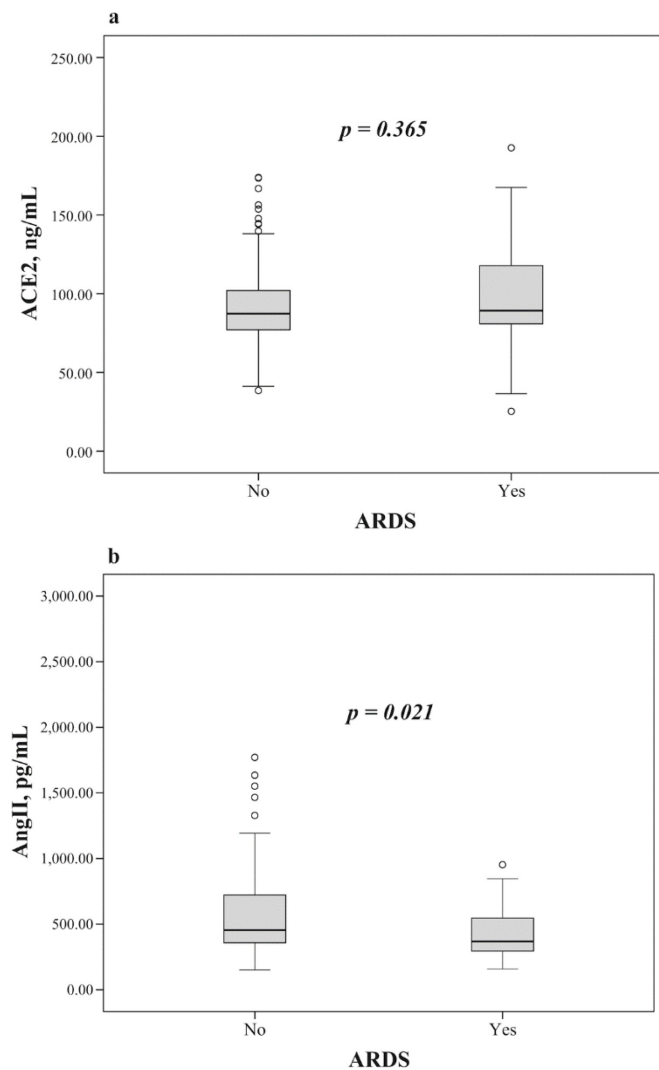 a
250.00
200.00
150.00
100.00
50.00
0.00
ACE2, ng/mL
p = 0.365
No Yes
ARDS
b
3,000.00
2,500.00
2,000.00
1,500.00
1,000.00
500.00
0.00
AngII, pg/mL
p = 0.021
No Yes
ARDS